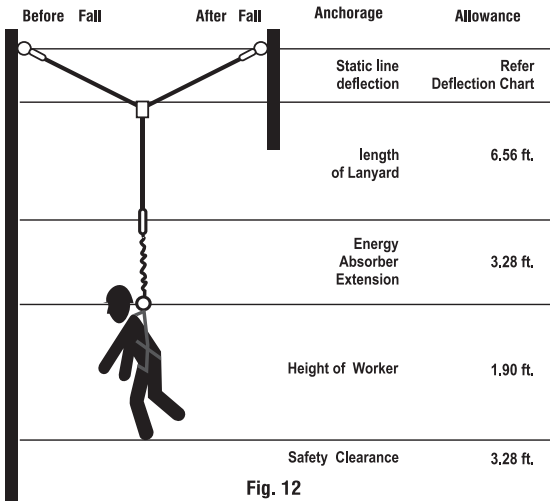 Before Fall
After Fall
Anchorage
Allowance
Static line
deflection
Refer
Deflection Chart
length
of Lanyard
6.56 ft.
Energy
Absorber
Extension
3.28 ft.
Height of Worker
1.90 ft.
Safety Clearance
3.28 ft.
Fig. 12